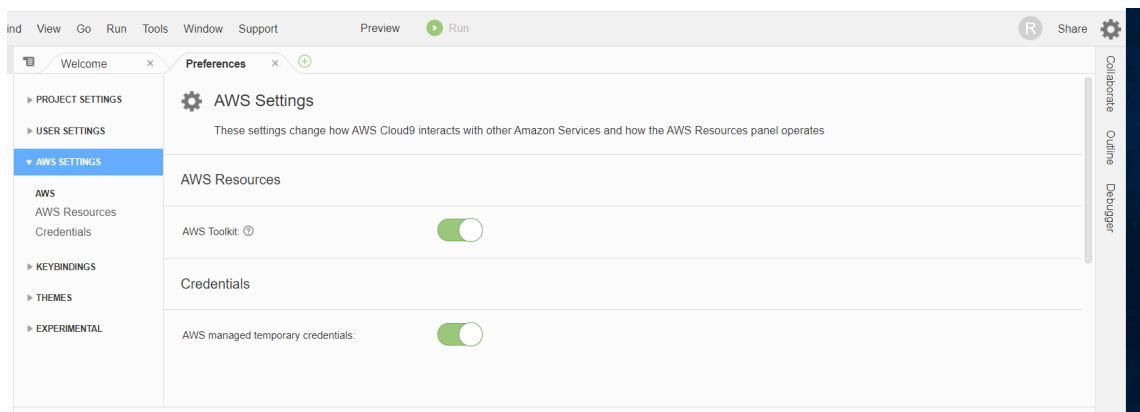 ind View Go Run Tools Window Support Preview Run R Share
Welcome × Preferences ×
PROJECT SETTINGS
USER SETTINGS
AWS SETTINGS
AWS
AWS Resources
Credentials
KEYBINDINGS
THEMES
EXPERIMENTAL
AWS Settings
These settings change how AWS Cloud9 interacts with other Amazon Services and how the AWS Resources panel operates
AWS Resources
AWS Toolkit: ?
Credentials
AWS managed temporary credentials:
Collaborate
Outline
Debugger